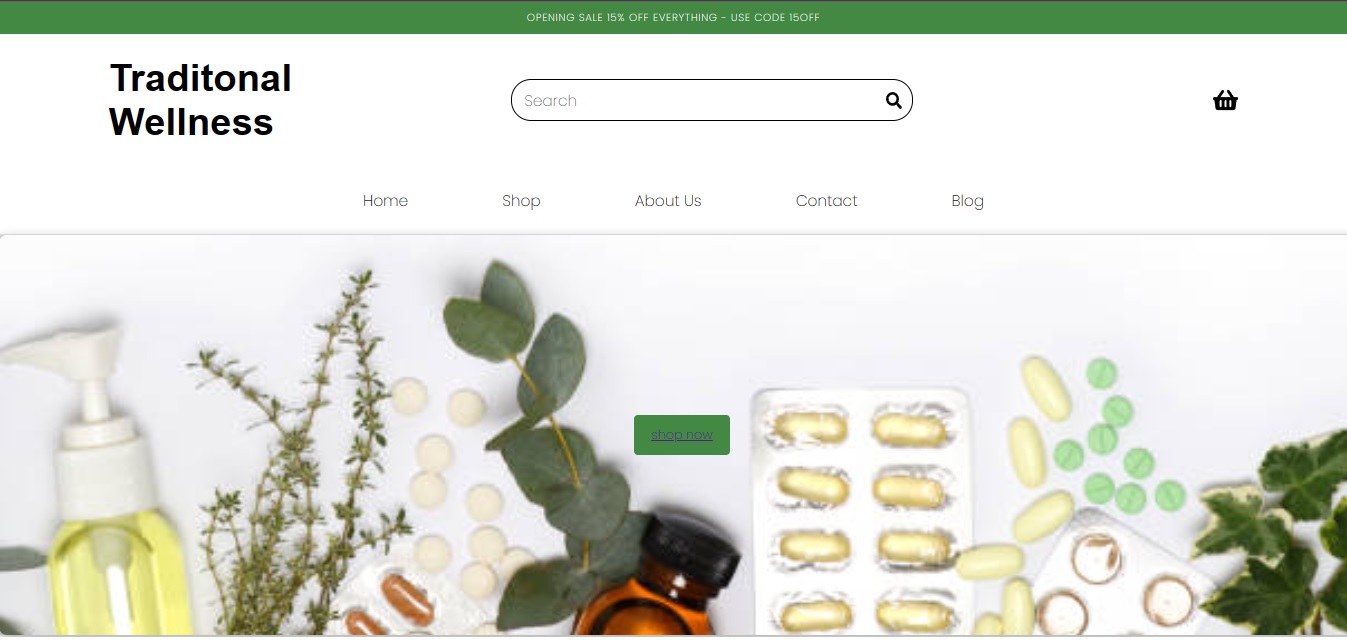 OPENING SALE 15% OFF EVERYTHING - USE CODE 15OFF
Traditonal
Wellness
Search
Home Shop About Us Contact Blog
shop now